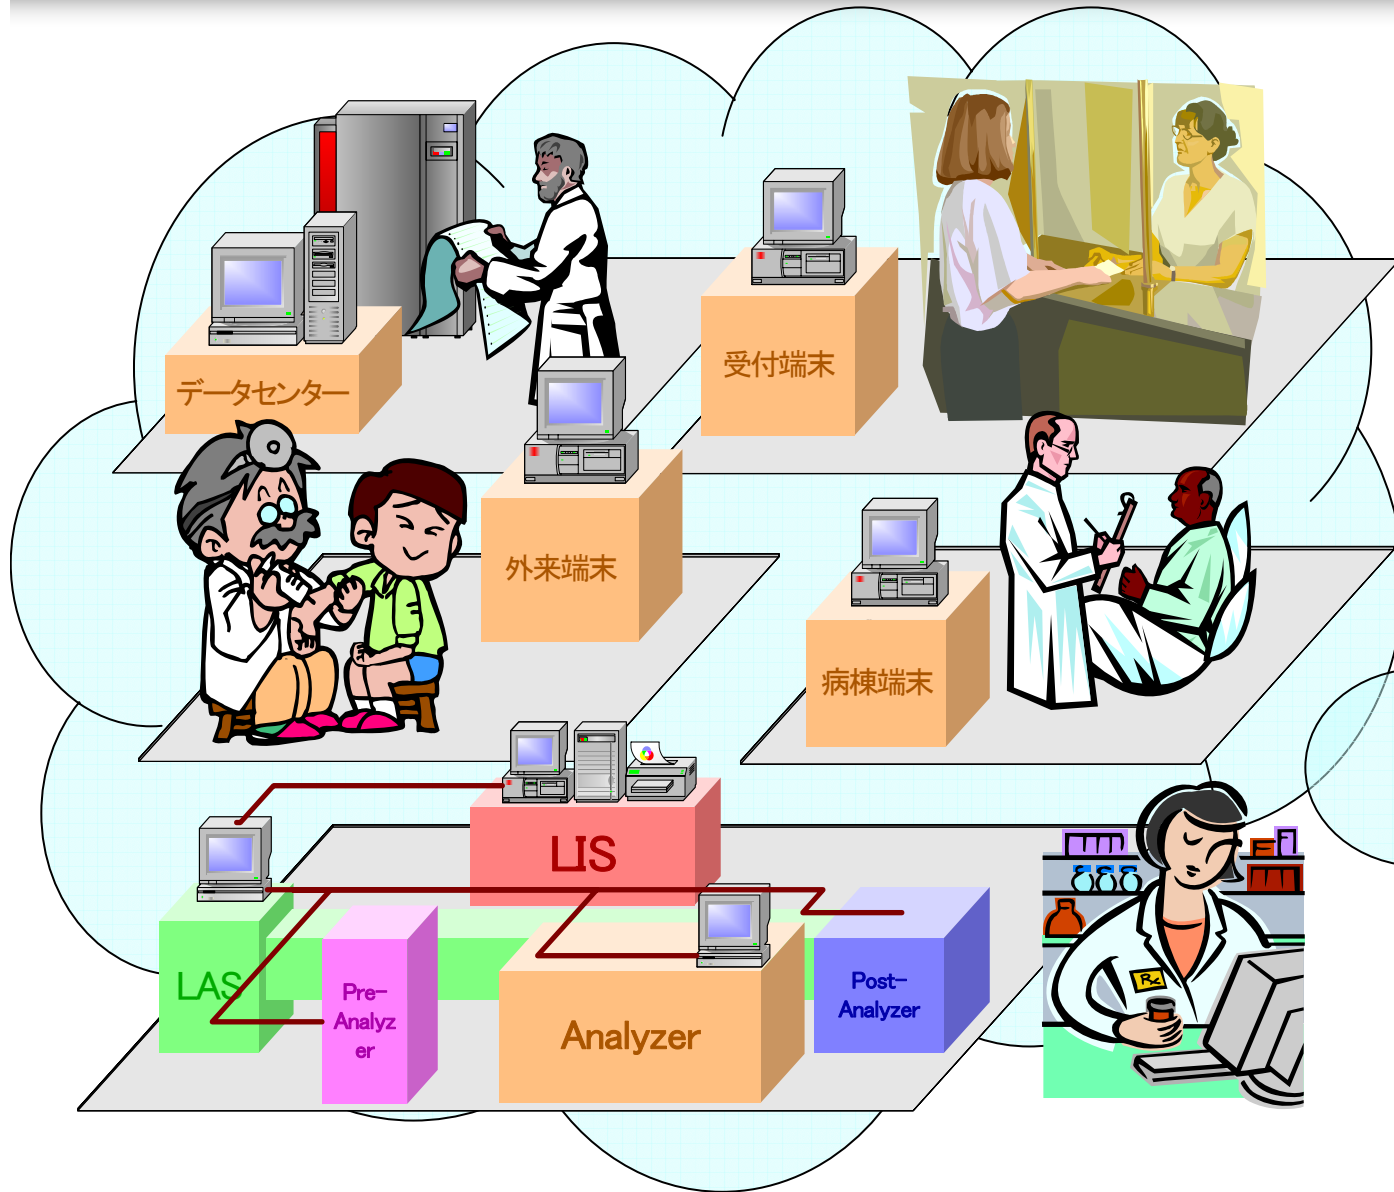 データセンター
受付端末
外来端末
病棟端末
LIS
LAS
Pre-
Analyz
er
Analyzer
Post-
Analyzer
Rx